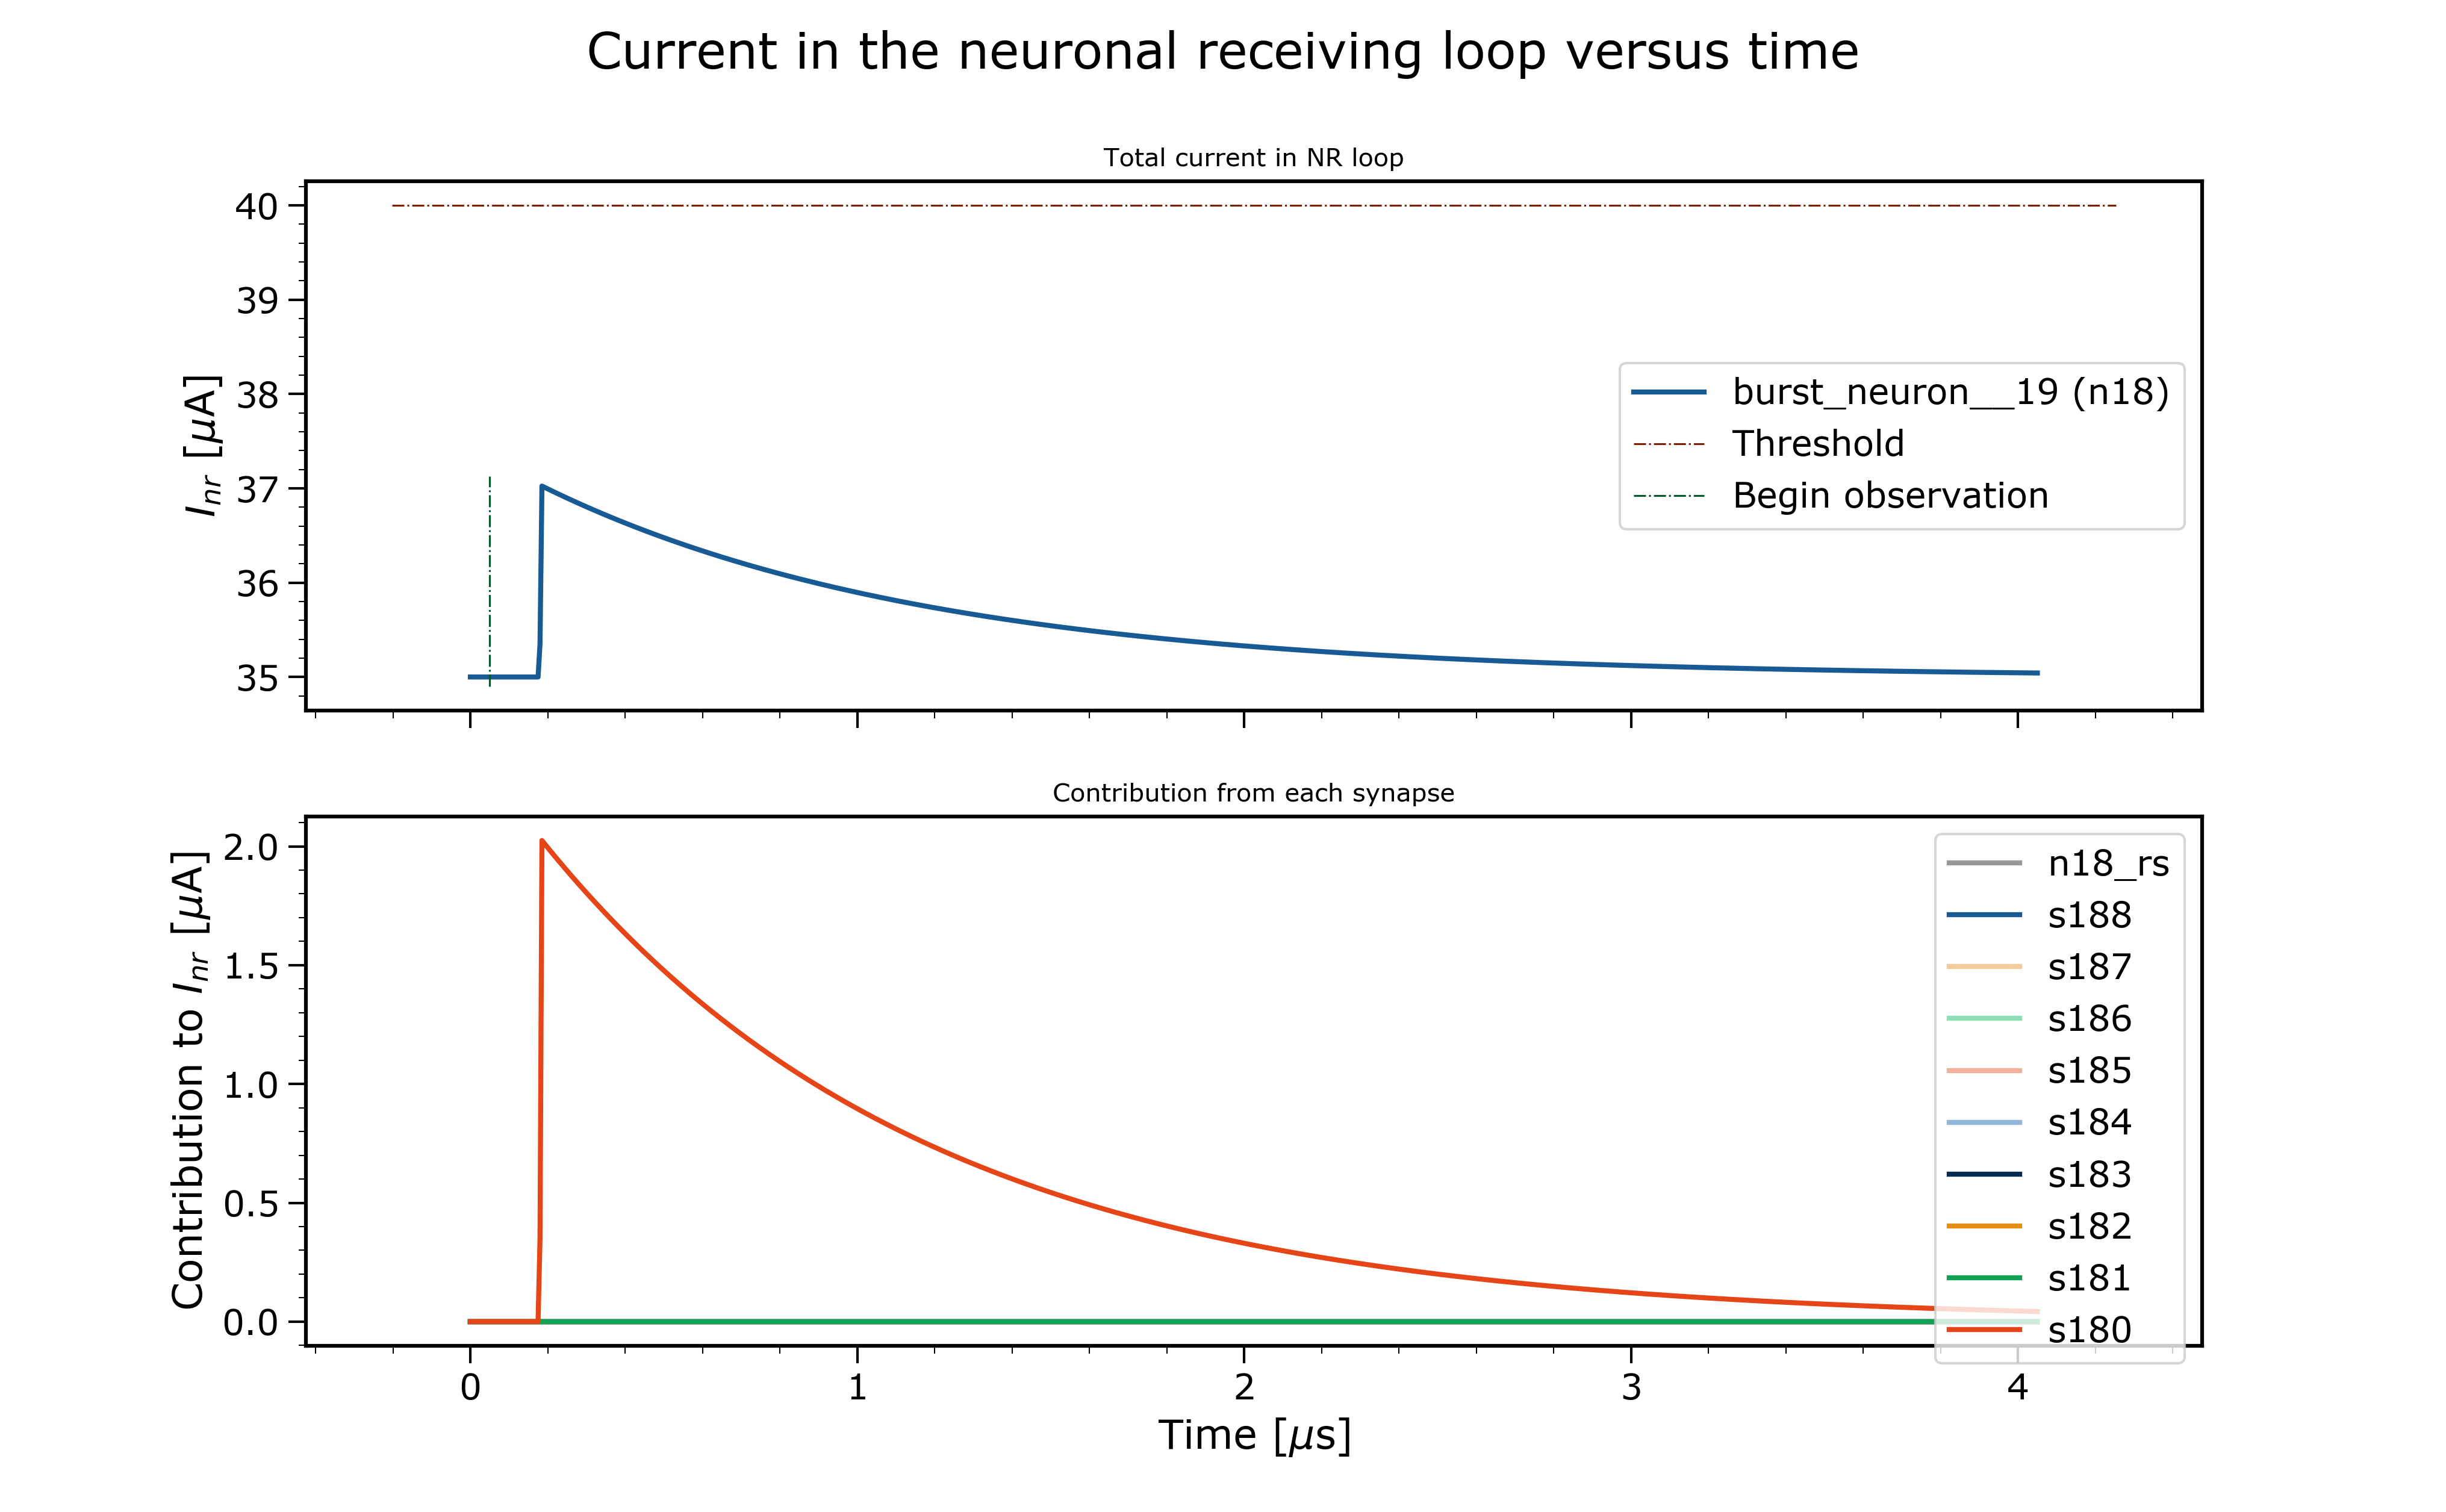 Current in the neuronal receiving loop versus time
Total current in NR loop
40
39
38
37
36
35
I_nr [μA]
burst_neuron__19 (n18)
Threshold
Begin observation
Contribution from each synapse
2.0
1.5
1.0
0.5
0.0
Contribution to I_nr [μA]
n18_rs
s188
s187
s186
s185
s184
s183
s182
s181
s180
0 1 2 3 4
Time [μs]